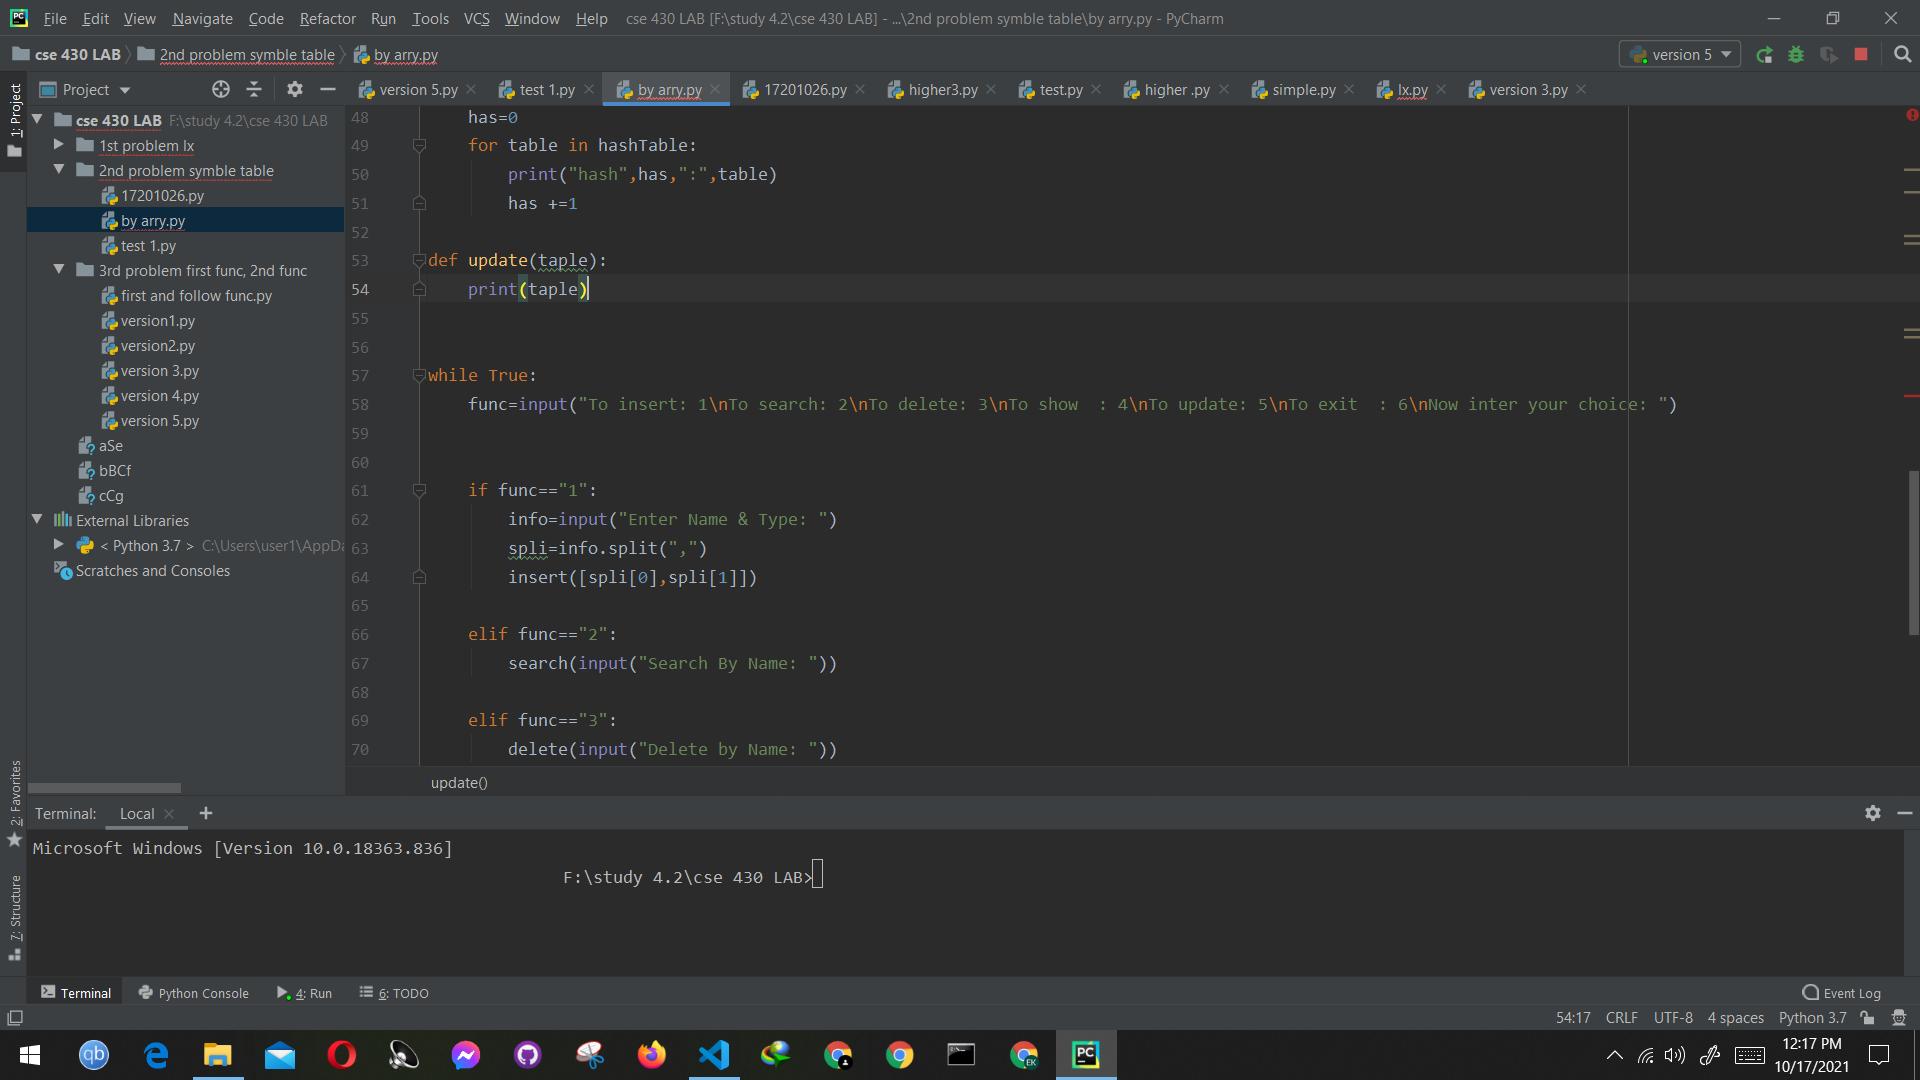 File Edit View Navigate Code Refactor Run Tools VCS Window Help cse 430 LAB [F:\study 4.2\cse 430 LAB] - ...\2nd problem symble table\by arry.py - PyCharm
cse 430 LAB 2nd problem symble table by arry.py version 5
Project version 5.py test 1.py by arry.py 17201026.py higher3.py test.py higher .py simple.py lx.py version 3.py
1: Project
cse 430 LAB F:\study 4.2\cse 430 LAB
1st problem lx
2nd problem symble table
17201026.py
by arry.py
test 1.py
3rd problem first func, 2nd func
first and follow func.py
version1.py
version2.py
version 3.py
version 4.py
version 5.py
aSe
bBCf
cCg
External Libraries
< Python 3.7 > C:\Users\user1\AppDa
Scratches and Consoles
48 has=0
49 for table in hashTable:
50 print("hash",has,":",table)
51 has +=1
52
53 def update(taple):
54 print(taple)
55
56
57 while True:
58 func=input("To insert: 1\nTo search: 2\nTo delete: 3\nTo show  : 4\nTo update: 5\nTo exit  : 6\nNow inter your choice: ")
59
60
61 if func=="1":
62 info=input("Enter Name & Type: ")
63 spli=info.split(",")
64 insert([spli[0],spli[1]])
65
66 elif func=="2":
67 search(input("Search By Name: "))
68
69 elif func=="3":
70 delete(input("Delete by Name: "))
update()
2: Favorites
7: Structure
Terminal: Local +
Microsoft Windows [Version 10.0.18363.836]
F:\study 4.2\cse 430 LAB>
Terminal Python Console 4: Run 6: TODO Event Log
54:17 CRLF UTF-8 4 spaces Python 3.7
qb
EK
PC
12:17 PM
10/17/2021